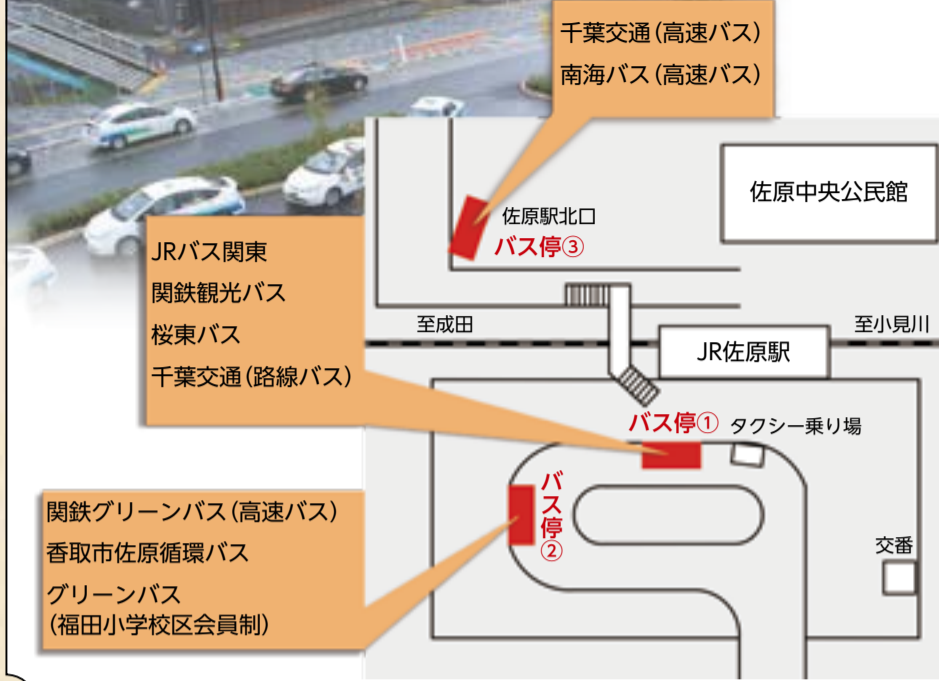 千葉交通(高速バス)
南海バス(高速バス)
佐原中央公民館
佐原駅北口
バス停③
JRバス関東
関鉄観光バス
桜東バス
千葉交通(路線バス)
至成田
至小見川
JR佐原駅
バス停①
タクシー乗り場
バス停②
関鉄グリーンバス(高速バス)
香取市佐原循環バス
グリーンバス
(福田小学校区会員制)
交番